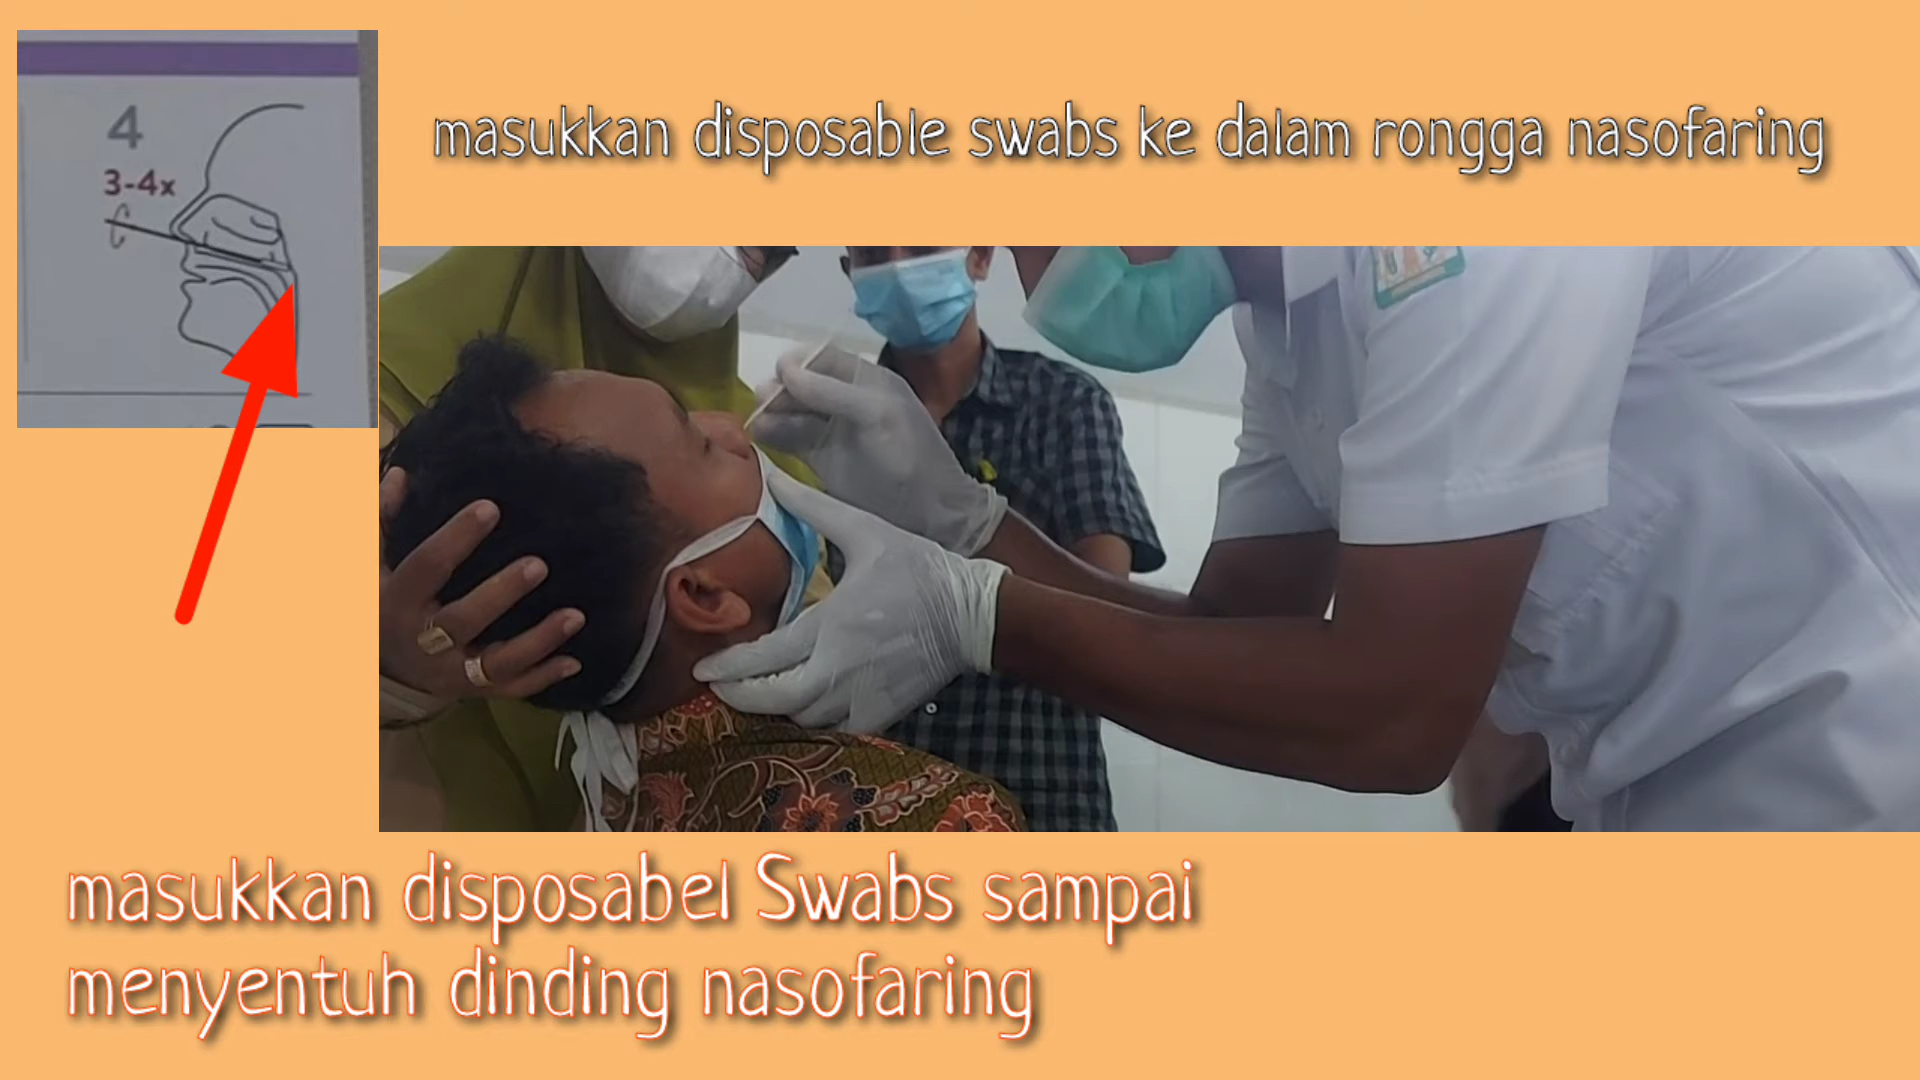 4
3-4x
masukkan disposable swabs ke dalam rongga nasofaring
masukkan disposabel Swabs sampai
menyentuh dinding nasofaring